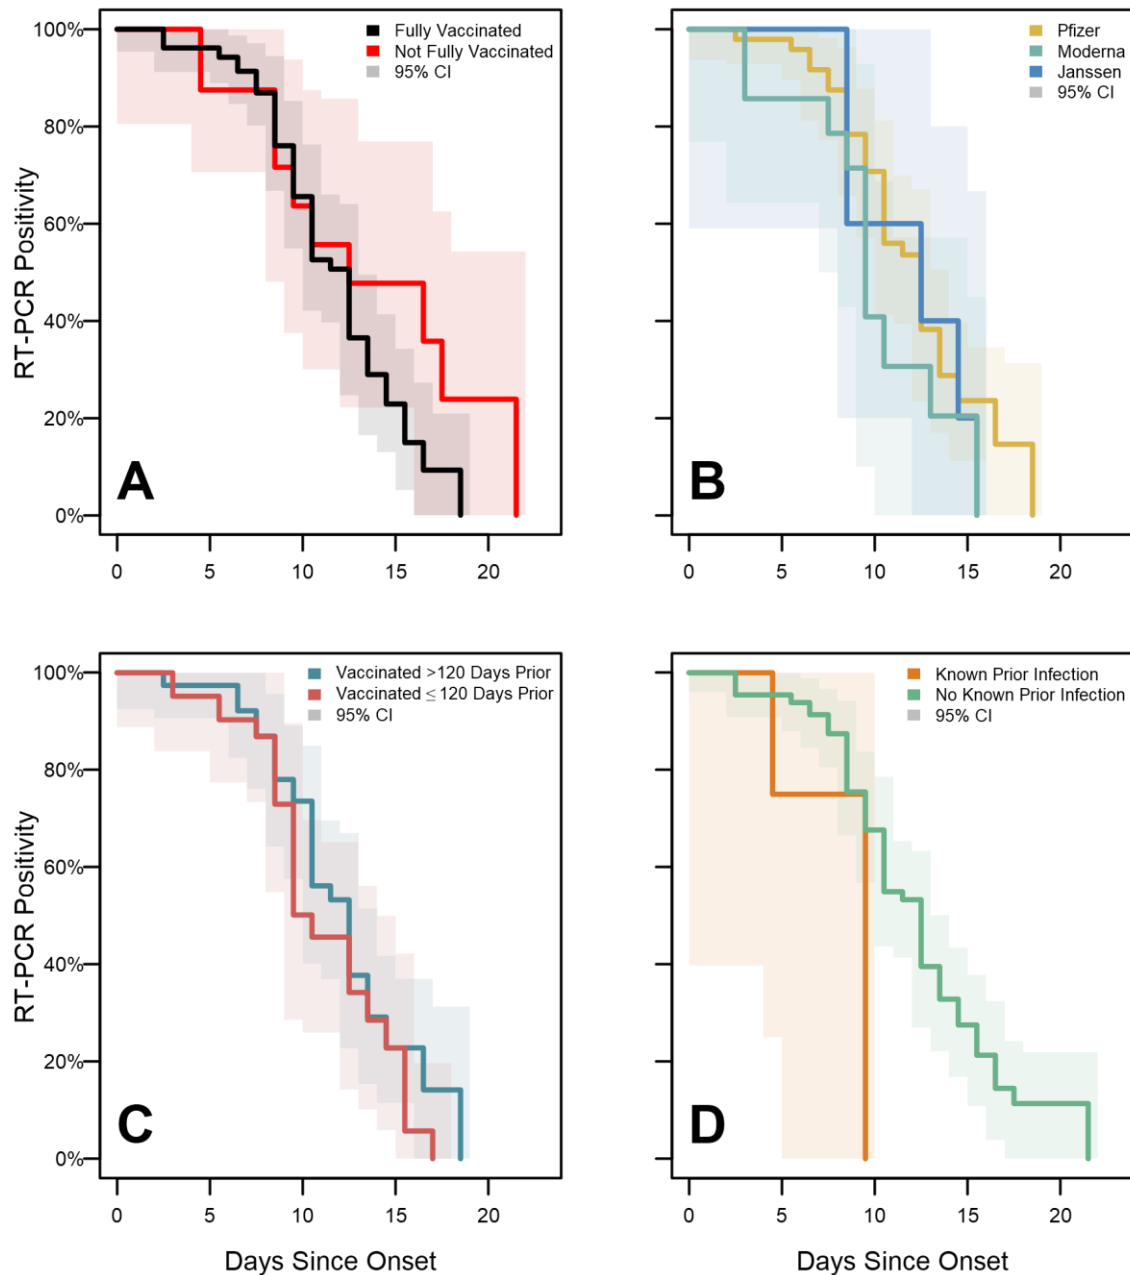 100%
80%
60%
40%
20%
0%
RT-PCR Positivity
Fully Vaccinated
Not Fully Vaccinated
95% CI
A
0 5 10 15 20
Pfizer
Moderna
Janssen
95% CI
B
0 5 10 15 20
100%
80%
60%
40%
20%
0%
RT-PCR Positivity
Vaccinated >120 Days Prior
Vaccinated ≤ 120 Days Prior
95% CI
C
0 5 10 15 20
Days Since Onset
Known Prior Infection
No Known Prior Infection
95% CI
D
0 5 10 15 20
Days Since Onset